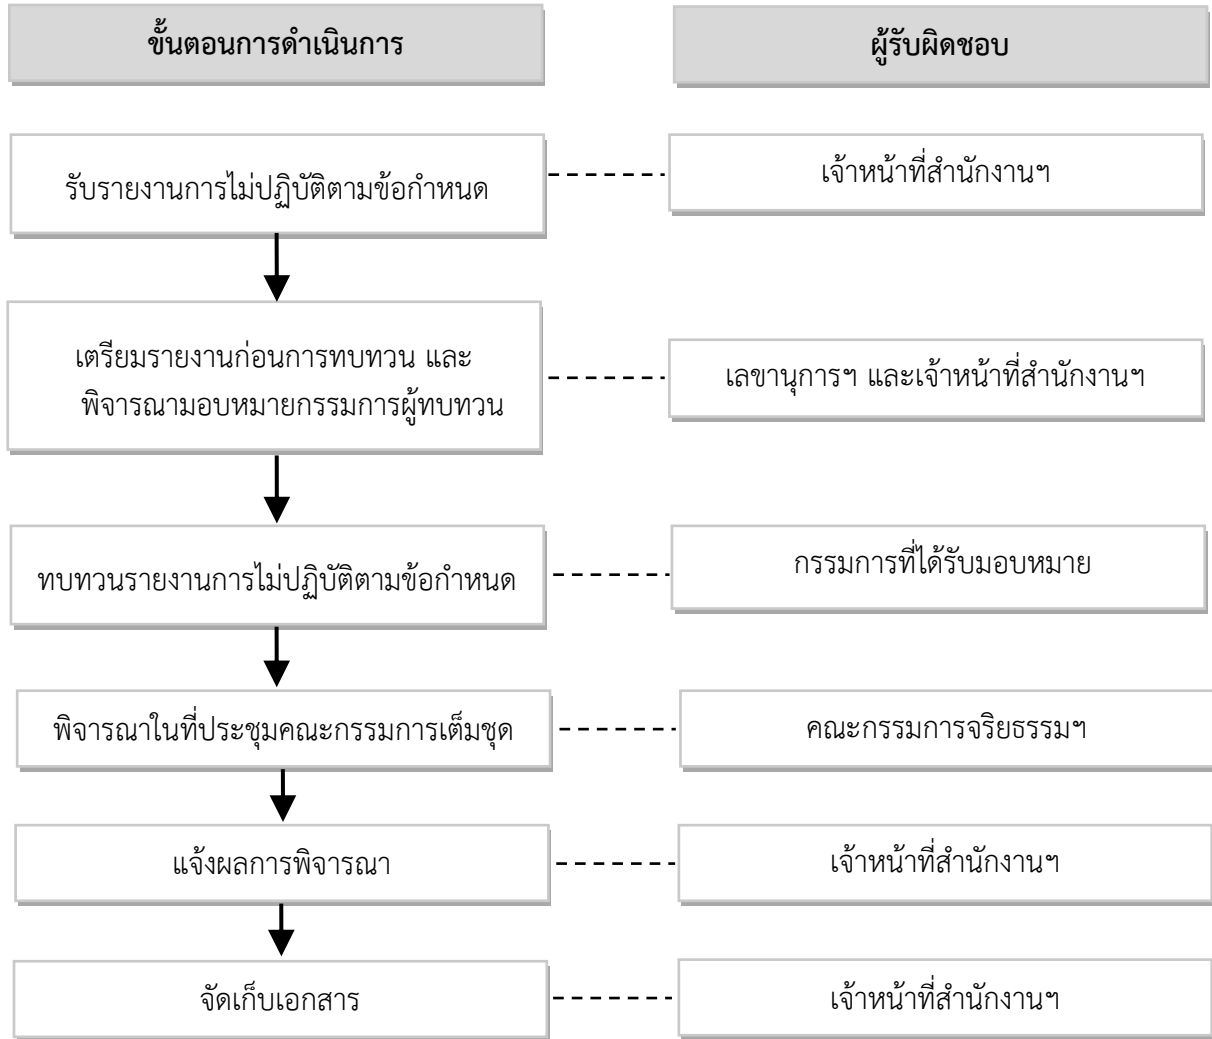 ขั้นตอนการดำเนินการ
ผู้รับผิดชอบ
รับรายงานการไม่ปฏิบัติตามข้อกำหนด
เจ้าหน้าที่สำนักงานฯ
เตรียมรายงานก่อนการทบทวน และ
พิจารณามอบหมายกรรมการผู้ทบทวน
เลขานุการฯ และเจ้าหน้าที่สำนักงานฯ
ทบทวนรายงานการไม่ปฏิบัติตามข้อกำหนด
กรรมการที่ได้รับมอบหมาย
พิจารณาในที่ประชุมคณะกรรมการเต็มชุด
คณะกรรมการจริยธรรมฯ
แจ้งผลการพิจารณา
เจ้าหน้าที่สำนักงานฯ
จัดเก็บเอกสาร
เจ้าหน้าที่สำนักงานฯ